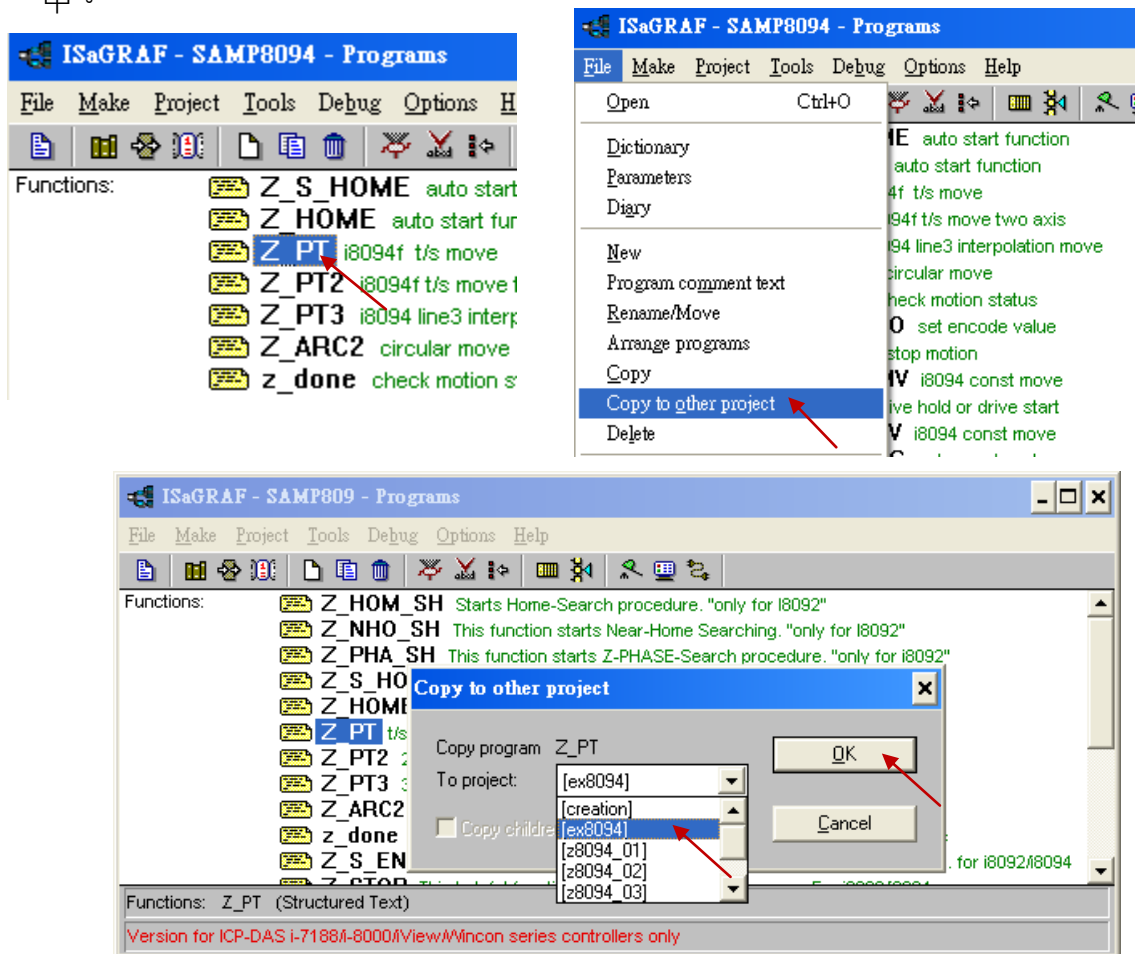 中。
ISaGRAF - SAMP8094 - Programs
File Make Project Tools Debug Options H
Functions:
Z_S_HOME auto start
Z_HOME auto start fur
Z_PT i8094f t/s move
Z_PT2 i8094f t/s move t
Z_PT3 i8094 line3 interp
Z_ARC2 circular move
z_done check motion s
ISaGRAF - SAMP8094 - Programs
File Make Project Tools Debug Options Help
Open Ctrl+O
Dictionary
Parameters
Diary
New
Program comment text
Rename/Move
Arrange programs
Copy
Copy to other project
Delete
ME auto start function
auto start function
4f t/s move
94f t/s move two axis
94 line3 interpolation move
circular move
heck motion status
O set encode value
stop motion
V i8094 const move
ive hold or drive start
V i8094 const move
ISaGRAF - SAMP809 - Programs
File Make Project Tools Debug Options Help
Functions:
Z_HOM_SH Starts Home-Search procedure. "only for I8092"
Z_NHO_SH This function starts Near-Home Searching. "only for I8092"
Z_PHA_SH This function starts Z-PHASE-Search procedure. "only for i8092"
Z_S_HO
Z_HOME
Z_PT t/s
Z_PT2 2
Z_PT3 3
Z_ARC2
z_done
Z_S_EN . for i8092/i8094
Z_STOP
Copy to other project
Copy program Z_PT
To project: [ex8094]
[creation]
[ex8094]
[z8094_01]
[z8094_02]
[z8094_03]
Copy childre
OK
Cancel
Functions: Z_PT (Structured Text)
Version for ICP-DAS i-7188/i-8000/iView/Wincon series controllers only